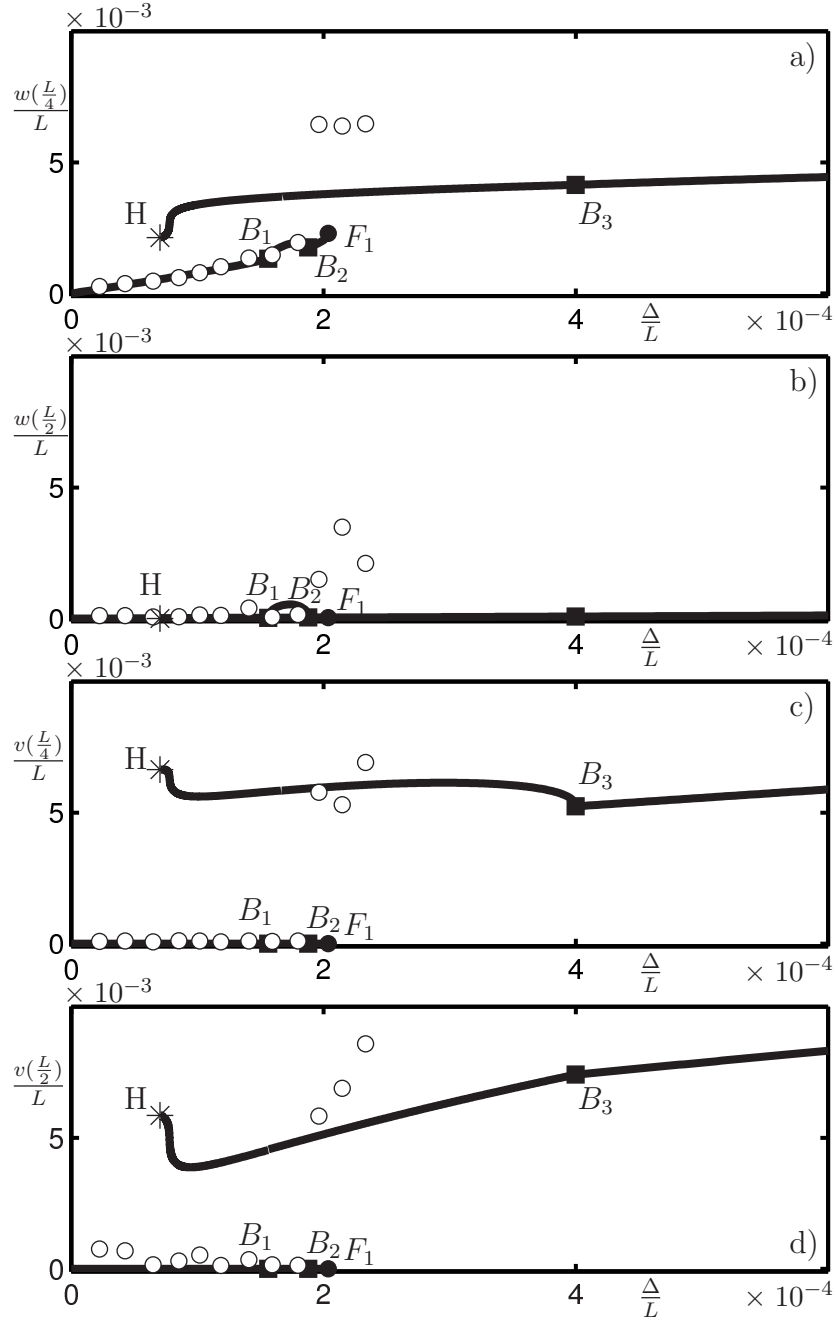 × 10⁻³
a)
w(L/4)/L
5
H
B₃
B₁
F₁
B₂
0
0 2 4 Δ/L × 10⁻⁴
× 10⁻³
b)
w(L/2)/L
5
H B₁ B₂
F₁
0
0 2 4 Δ/L × 10⁻⁴
× 10⁻³
c)
v(L/4)/L
H
B₃
5
B₁ B₂ F₁
0
0 2 4 Δ/L × 10⁻⁴
× 10⁻³
v(L/2)/L
H
B₃
5
B₁ B₂ F₁ d)
0
0 2 4 Δ/L × 10⁻⁴